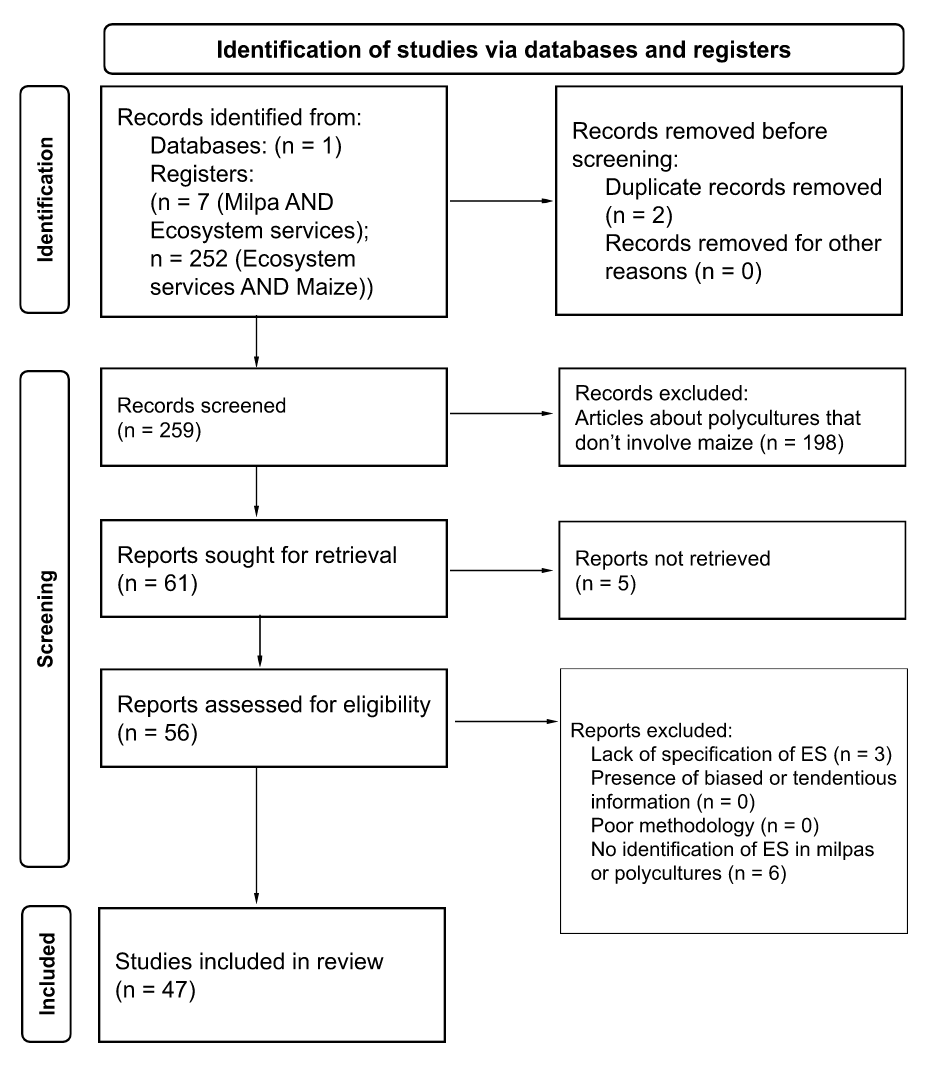 Identification of studies via databases and registers
Identification
Records identified from:
Databases: (n = 1)
Registers:
(n = 7 (Milpa AND
Ecosystem services);
n = 252 (Ecosystem
services AND Maize))
Records removed before
screening:
Duplicate records removed
(n = 2)
Records removed for other
reasons (n = 0)
Screening
Records screened
(n = 259)
Records excluded:
Articles about polycultures that
don’t involve maize (n = 198)
Reports sought for retrieval
(n = 61)
Reports not retrieved
(n = 5)
Reports assessed for eligibility
(n = 56)
Reports excluded:
Lack of specification of ES (n = 3)
Presence of biased or tendentious
information (n = 0)
Poor methodology (n = 0)
No identification of ES in milpas
or polycultures (n = 6)
Included
Studies included in review
(n = 47)